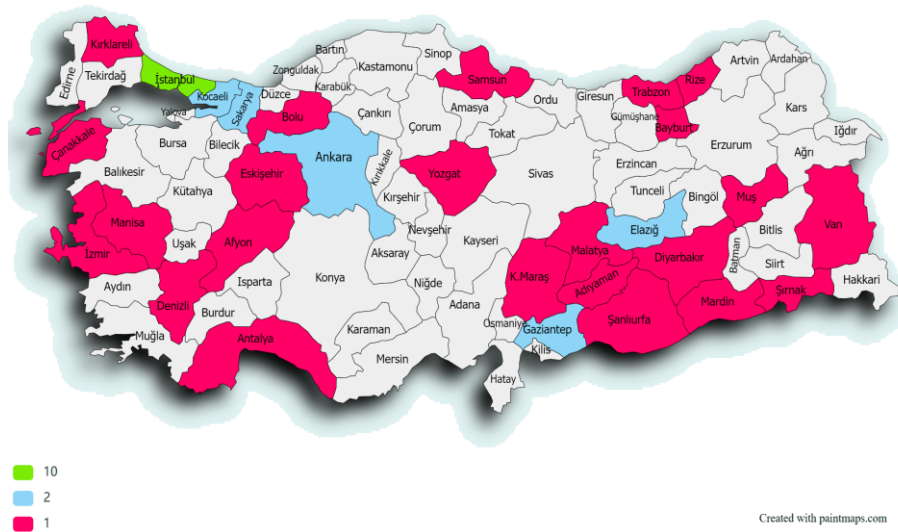 Kırklareli
Edirne
Tekirdağ
İstanbul
Kocaeli
Sakarya
Yalova
Düzce
Zonguldak
Bartın
Karabük
Kastamonu
Sinop
Samsun
Ordu
Giresun
Trabzon
Rize
Artvin
Ardahan
Kars
Iğdır
Ağrı
Erzurum
Bayburt
Gümüşhane
Erzincan
Tunceli
Bingöl
Muş
Bitlis
Van
Hakkari
Şırnak
Siirt
Batman
Mardin
Diyarbakır
Elazığ
Malatya
Adıyaman
Şanlıurfa
Gaziantep
Kilis
Hatay
Osmaniye
K.Maraş
Adana
Kayseri
Sivas
Tokat
Amasya
Çorum
Çankırı
Bolu
Ankara
Kırıkkale
Yozgat
Kırşehir
Nevşehir
Aksaray
Niğde
Mersin
Karaman
Konya
Eskişehir
Bilecik
Bursa
Çanakkale
Balıkesir
Kütahya
Manisa
İzmir
Uşak
Afyon
Isparta
Burdur
Denizli
Aydın
Muğla
Antalya
10
2
1
Created with paintmaps.com